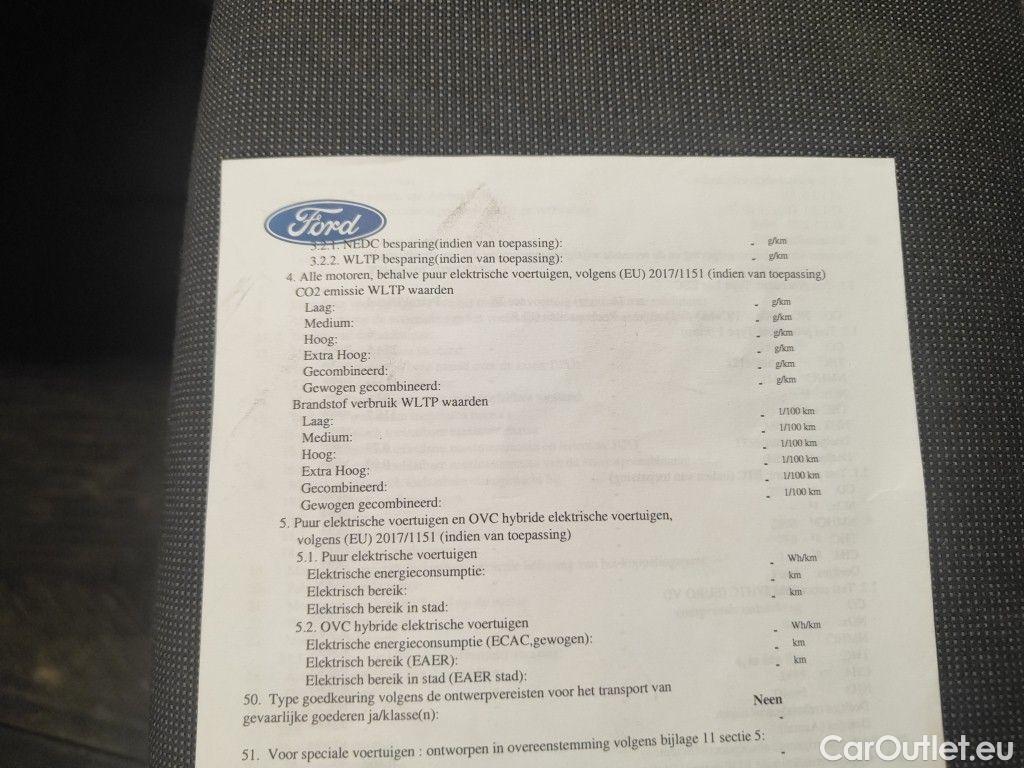 Ford
3.2.1. NEDC besparing(indien van toepassing): - g/km
3.2.2. WLTP besparing(indien van toepassing): - g/km
4. Alle motoren, behalve puur elektrische voertuigen, volgens (EU) 2017/1151 (indien van toepassing)
CO2 emissie WLTP waarden
Laag: - g/km
Medium: - g/km
Hoog: - g/km
Extra Hoog: - g/km
Gecombineerd: - g/km
Gewogen gecombineerd: - g/km
Brandstof verbruik WLTP waarden
Laag: - 1/100 km
Medium: - 1/100 km
Hoog: - 1/100 km
Extra Hoog: - 1/100 km
Gecombineerd: - 1/100 km
Gewogen gecombineerd: - 1/100 km
5. Puur elektrische voertuigen en OVC hybride elektrische voertuigen,
volgens (EU) 2017/1151 (indien van toepassing)
5.1. Puur elektrische voertuigen
Elektrische energieconsumptie: - Wh/km
Elektrisch bereik: - km
Elektrisch bereik in stad: - km
5.2. OVC hybride elektrische voertuigen
Elektrische energieconsumptie (ECAC,gewogen): - Wh/km
Elektrisch bereik (EAER): - km
Elektrisch bereik in stad (EAER stad): - km
50. Type goedkeuring volgens de ontwerpvereisten voor het transport van
gevaarlijke goederen ja/klasse(n): Neen
-
51. Voor speciale voertuigen : ontworpen in overeenstemming volgens bijlage 11 sectie 5:
-
CarOutlet.eu